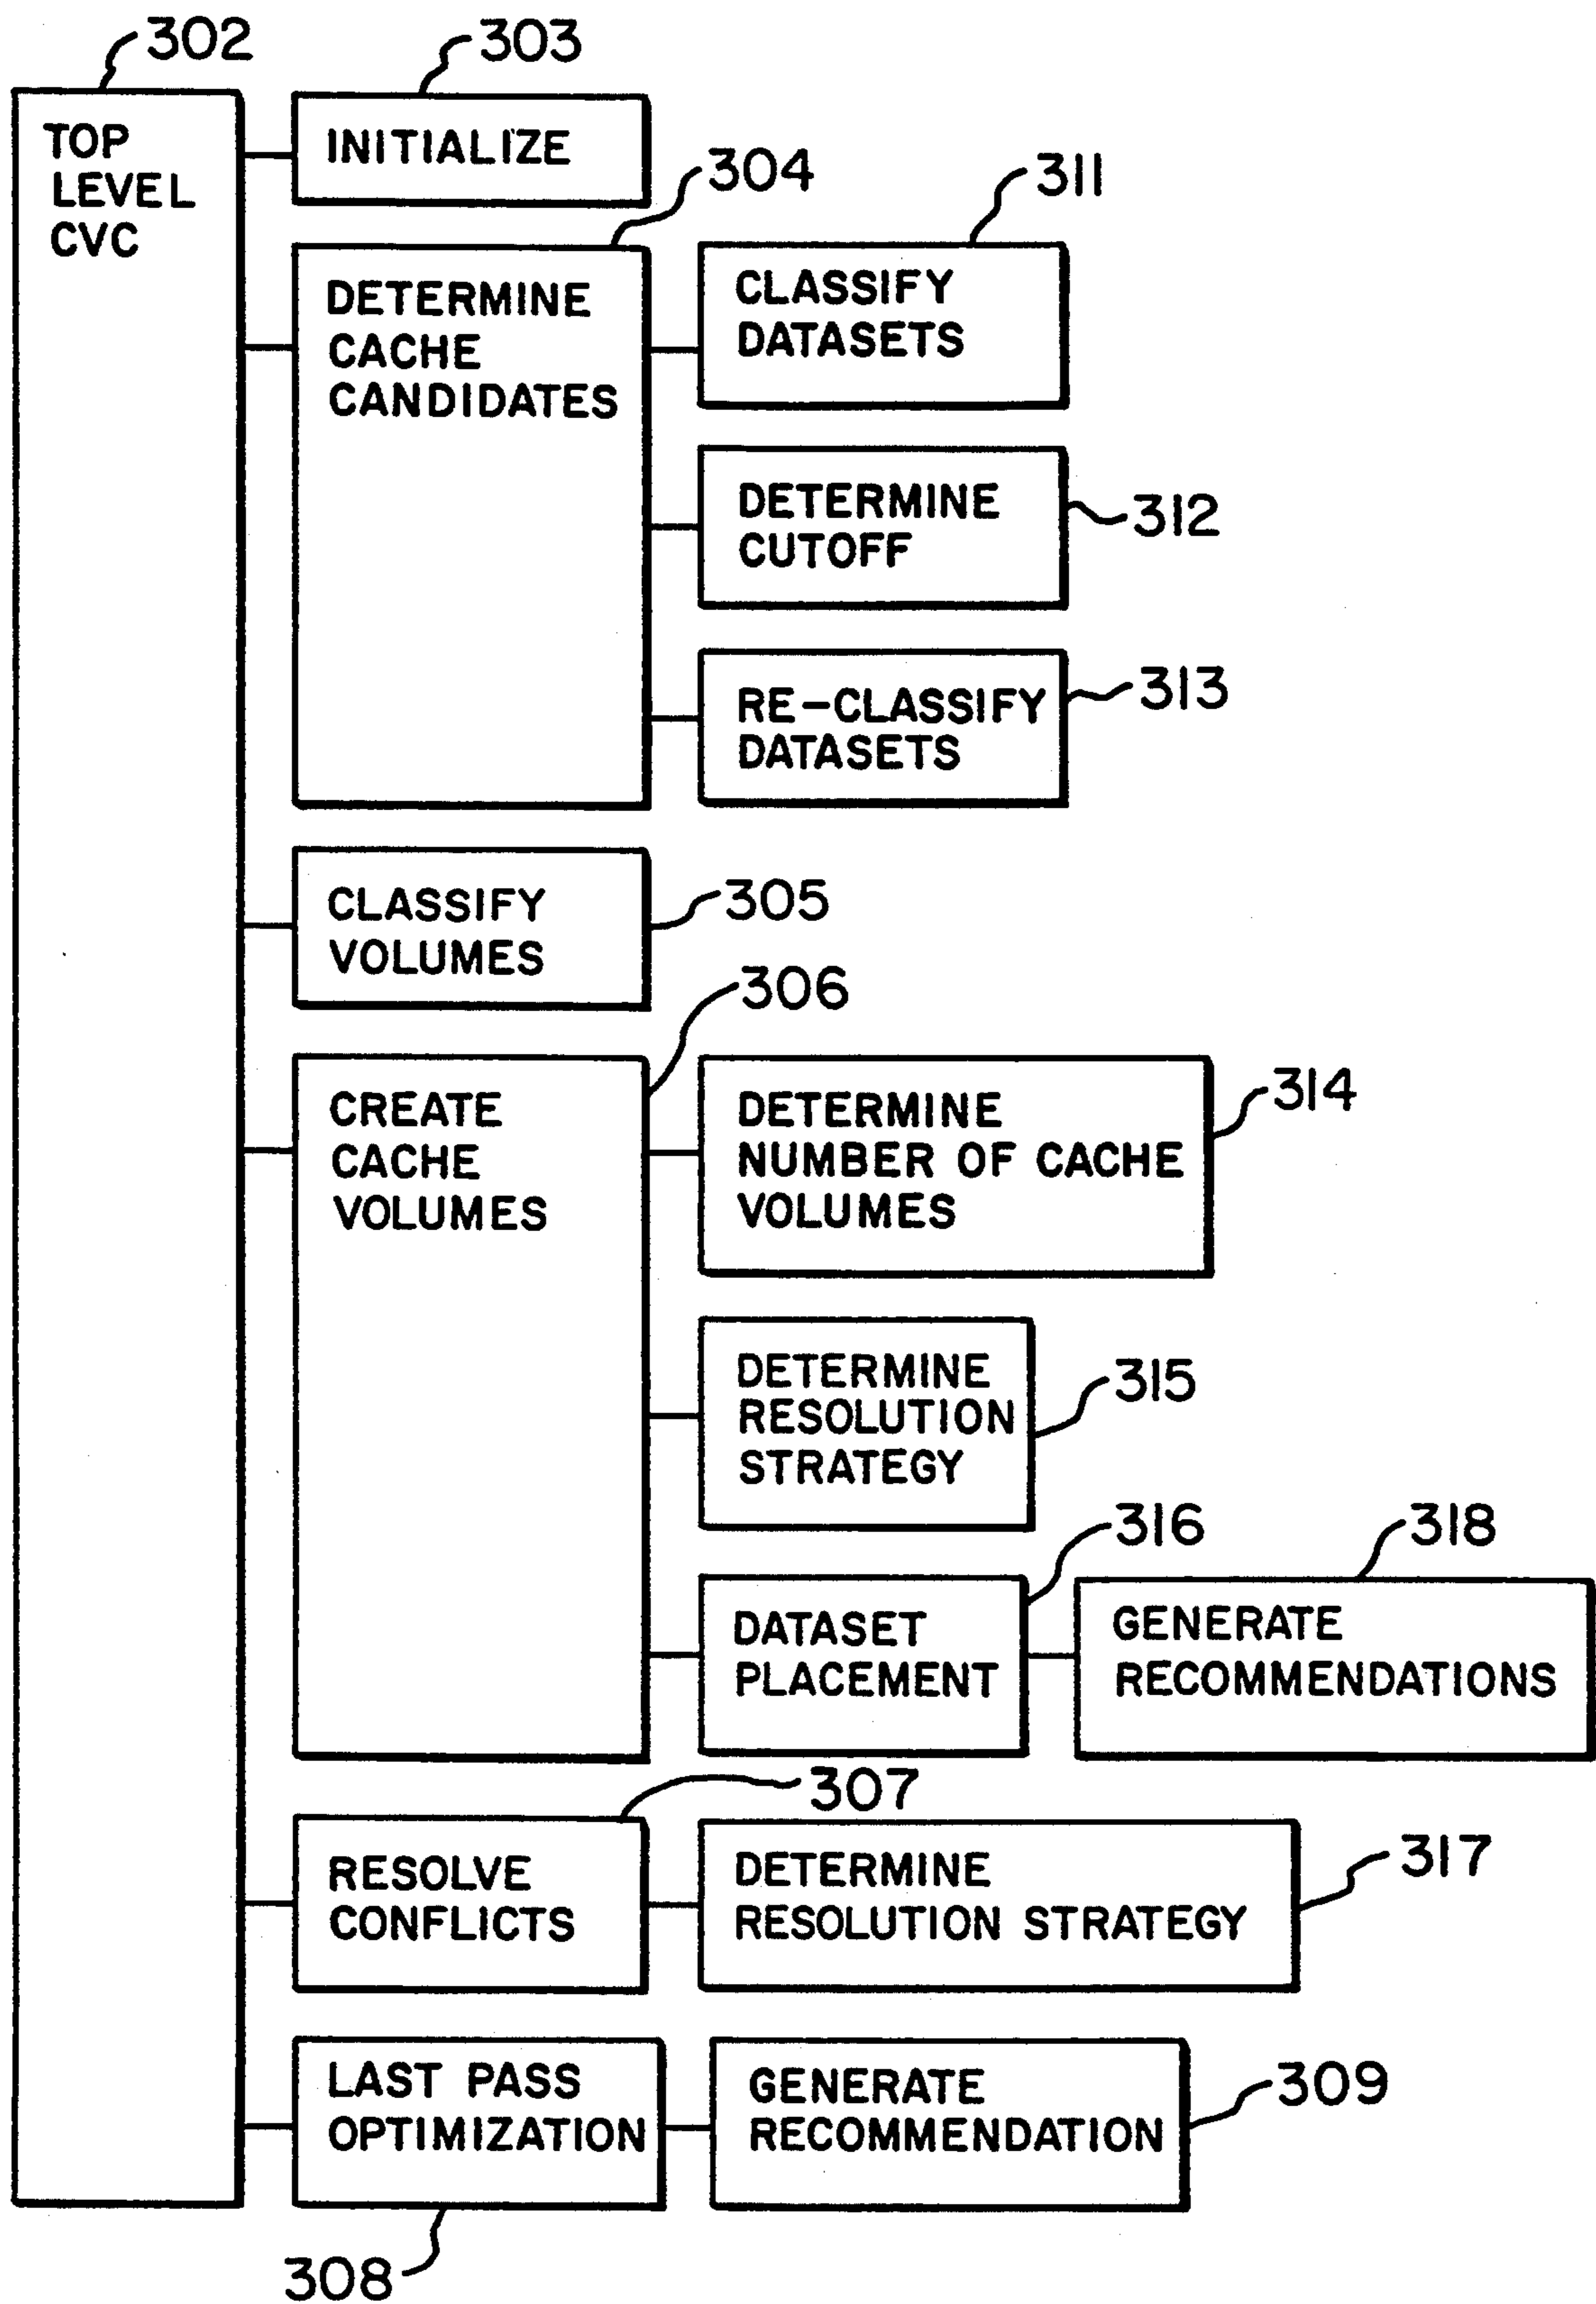 302
TOP
LEVEL
CVC
303
INITIALIZE
304
DETERMINE
CACHE
CANDIDATES
311
CLASSIFY
DATASETS
DETERMINE
CUTOFF
312
RE-CLASSIFY
DATASETS
313
CLASSIFY
VOLUMES
305
306
CREATE
CACHE
VOLUMES
DETERMINE
NUMBER OF CACHE
VOLUMES
314
DETERMINE
RESOLUTION
STRATEGY
315
316
DATASET
PLACEMENT
318
GENERATE
RECOMMENDATIONS
307
RESOLVE
CONFLICTS
DETERMINE
RESOLUTION STRATEGY
317
LAST PASS
OPTIMIZATION
308
GENERATE
RECOMMENDATION
309